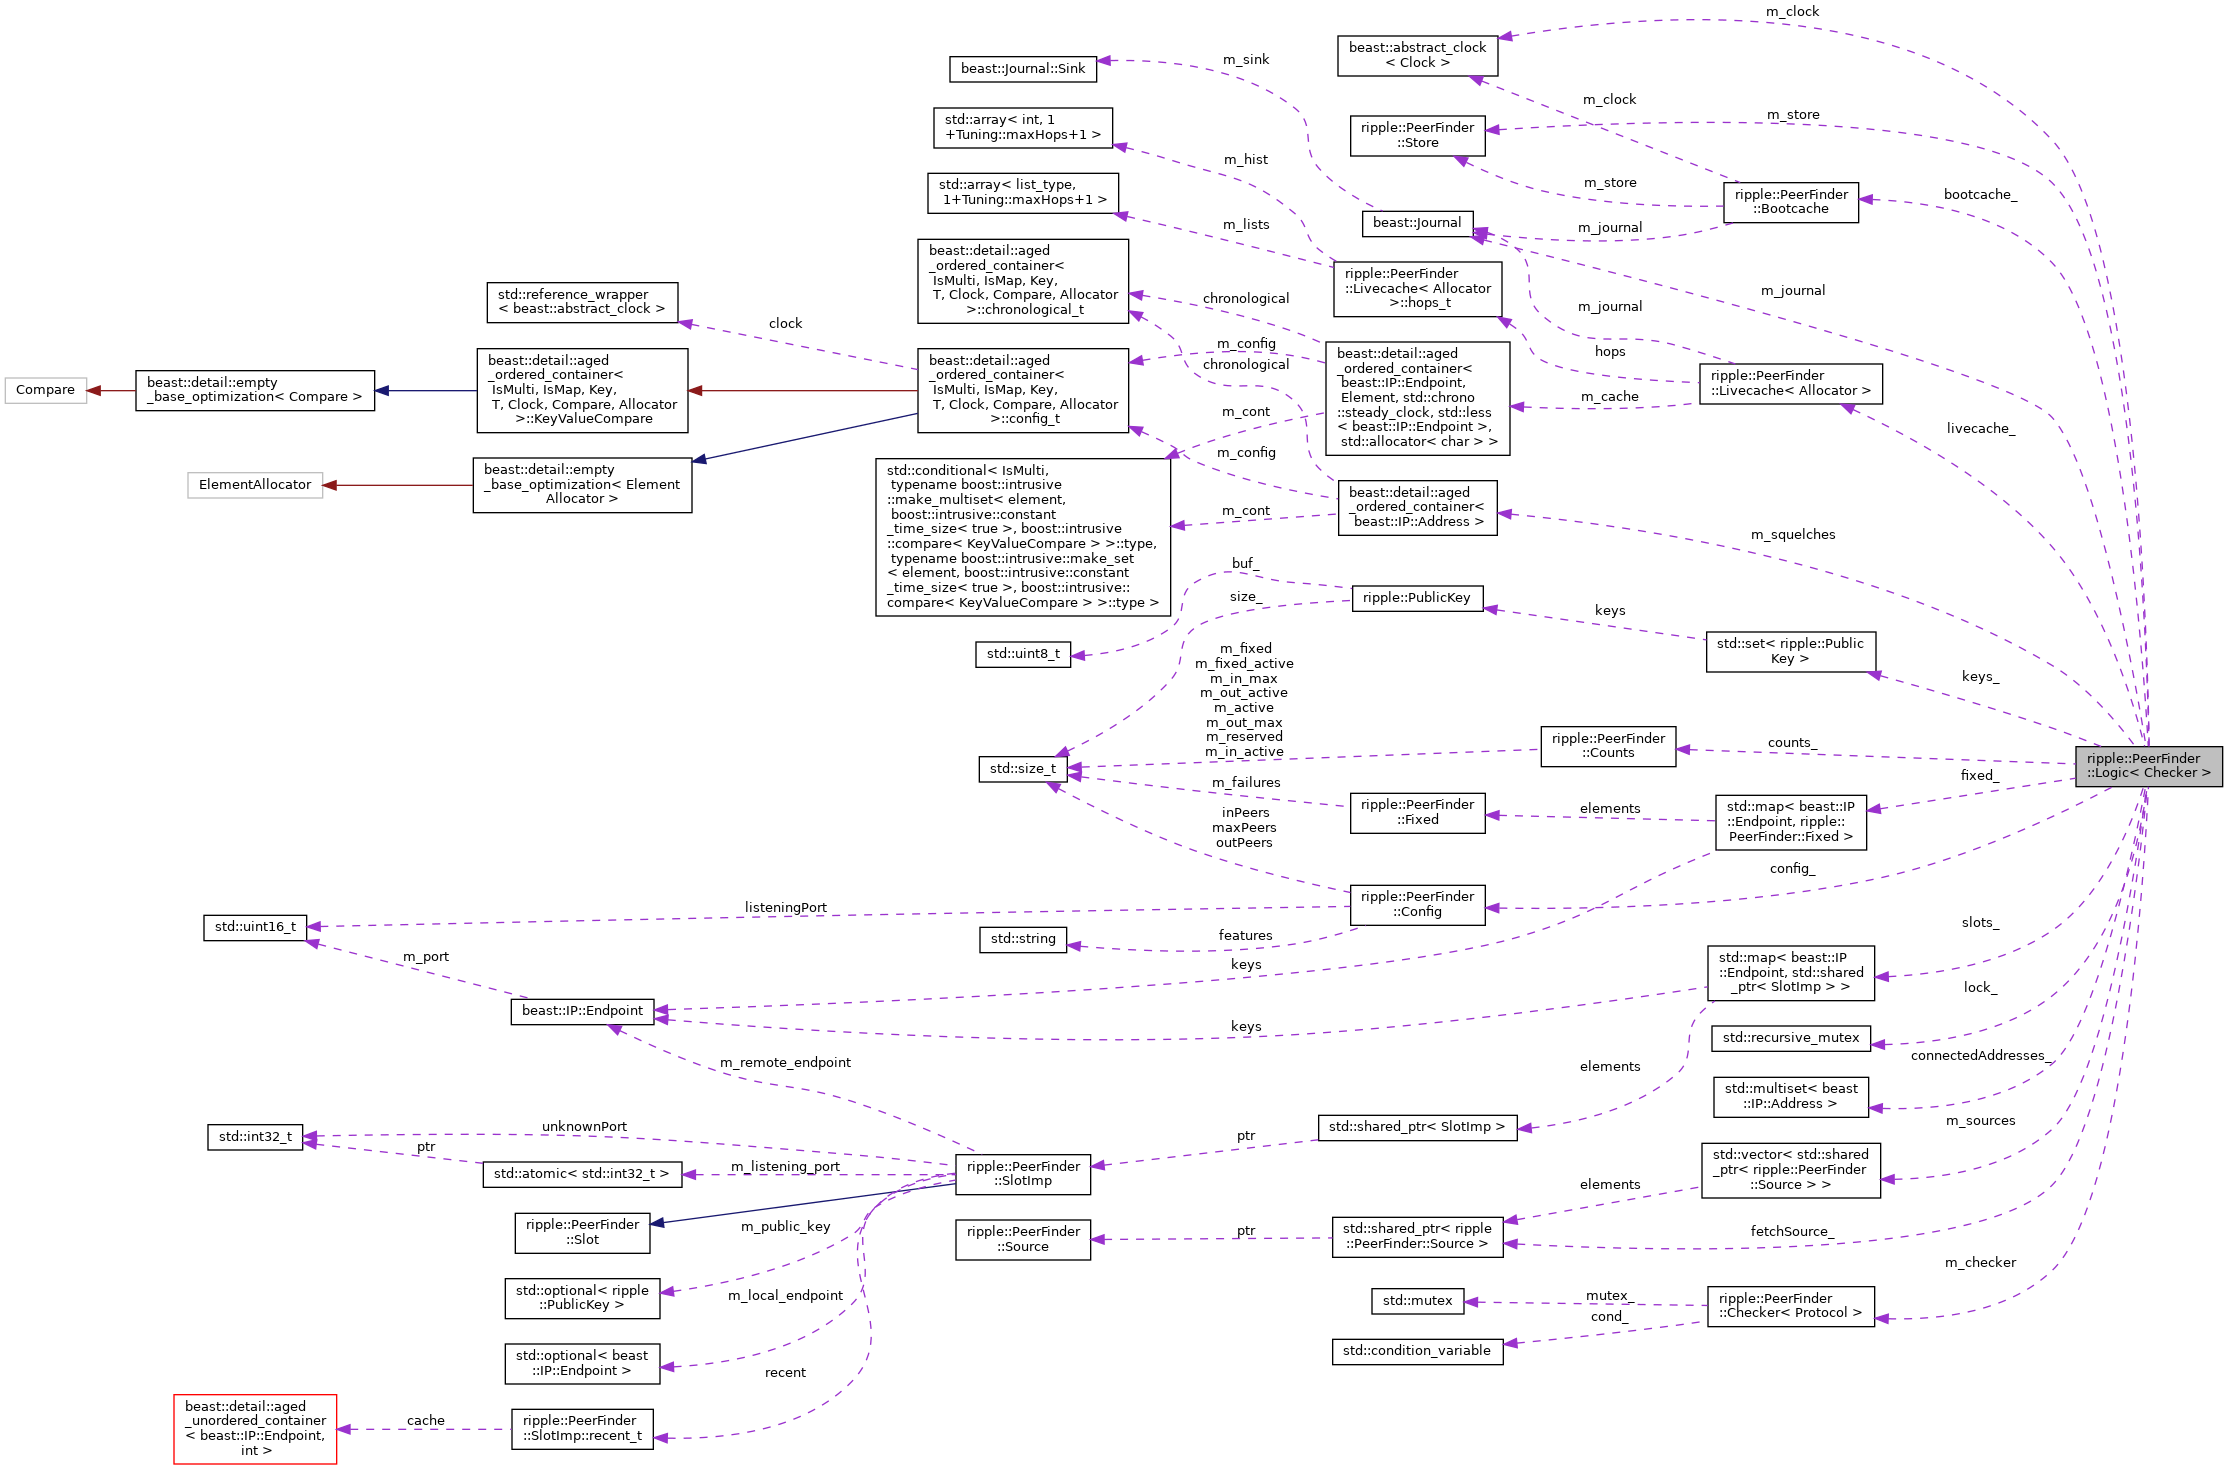 m_clock
beast::abstract_clock
< Clock >
m_sink
beast::Journal::Sink
m_clock
m_store
std::array< int, 1
+Tuning::maxHops+1 >
ripple::PeerFinder
::Store
m_hist
m_store
ripple::PeerFinder
::Bootcache
bootcache_
std::array< list_type,
1+Tuning::maxHops+1 >
m_lists
beast::Journal
m_journal
beast::detail::aged
_ordered_container<
IsMulti, IsMap, Key,
T, Clock, Compare, Allocator
>::chronological_t
ripple::PeerFinder
::Livecache< Allocator
>::hops_t
m_journal
m_journal
std::reference_wrapper
< beast::abstract_clock >
clock
chronological
m_config
chronological
hops
Compare
beast::detail::empty
_base_optimization< Compare >
beast::detail::aged
_ordered_container<
IsMulti, IsMap, Key,
T, Clock, Compare, Allocator
>::KeyValueCompare
beast::detail::aged
_ordered_container<
IsMulti, IsMap, Key,
T, Clock, Compare, Allocator
>::config_t
beast::detail::aged
_ordered_container<
beast::IP::Endpoint,
Element, std::chrono
::steady_clock, std::less
< beast::IP::Endpoint >,
std::allocator< char > >
m_cache
ripple::PeerFinder
::Livecache< Allocator >
livecache_
m_cont
m_config
ElementAllocator
beast::detail::empty
_base_optimization< Element
Allocator >
std::conditional< IsMulti,
typename boost::intrusive
::make_multiset< element,
boost::intrusive::constant
_time_size< true >, boost::intrusive
::compare< KeyValueCompare > >::type,
typename boost::intrusive::make_set
< element, boost::intrusive::constant
_time_size< true >, boost::intrusive::
compare< KeyValueCompare > >::type >
m_cont
beast::detail::aged
_ordered_container<
beast::IP::Address >
m_squelches
buf_
size_
ripple::PublicKey
keys
std::uint8_t
std::set< ripple::Public
Key >
keys_
m_fixed
m_fixed_active
m_in_max
m_out_active
m_active
m_out_max
m_reserved
m_in_active
std::size_t
ripple::PeerFinder
::Counts
counts_
ripple::PeerFinder
::Logic< Checker >
m_failures
ripple::PeerFinder
::Fixed
elements
std::map< beast::IP
::Endpoint, ripple::
PeerFinder::Fixed >
fixed_
inPeers
maxPeers
outPeers
config_
listeningPort
ripple::PeerFinder
::Config
std::uint16_t
std::string
features
slots_
m_port
keys
std::map< beast::IP
::Endpoint, std::shared
_ptr< SlotImp > >
lock_
beast::IP::Endpoint
keys
std::recursive_mutex
m_remote_endpoint
elements
connectedAddresses_
std::multiset< beast
::IP::Address >
std::int32_t
unknownPort
ptr
std::shared_ptr< SlotImp >
m_sources
ptr
std::atomic< std::int32_t >
m_listening_port
ripple::PeerFinder
::SlotImp
std::vector< std::shared
_ptr< ripple::PeerFinder
::Source > >
elements
ripple::PeerFinder
::Slot
m_public_key
ripple::PeerFinder
::Source
ptr
std::shared_ptr< ripple
::PeerFinder::Source >
fetchSource_
m_checker
std::optional< ripple
::PublicKey >
m_local_endpoint
std::mutex
mutex_
cond_
ripple::PeerFinder
::Checker< Protocol >
std::condition_variable
std::optional< beast
::IP::Endpoint >
recent
beast::detail::aged
_unordered_container
< beast::IP::Endpoint,
int >
cache
ripple::PeerFinder
::SlotImp::recent_t